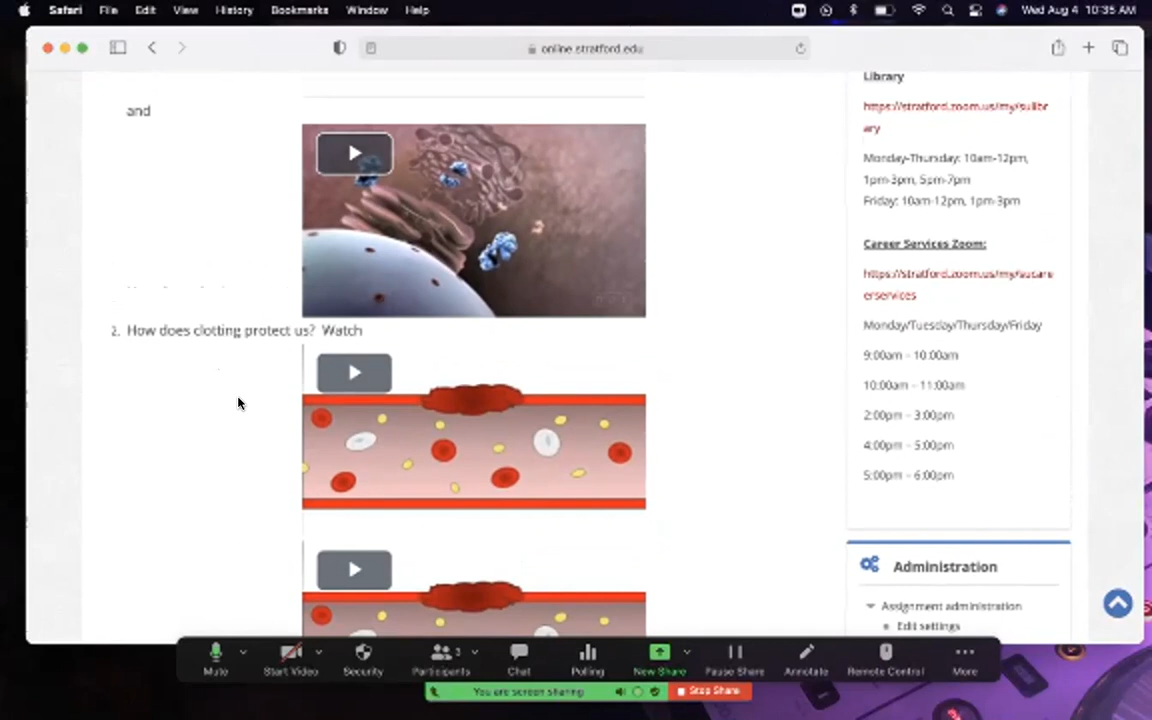 Safari File Edit View History Bookmarks Window Help
Wed Aug 4 10:35 AM
online.stratford.edu
and
2. How does clotting protect us? Watch
Library
https://stratford.zoom.us/my/sulibr
ary
Monday-Thursday: 10am-12pm,
1pm-3pm, 5pm-7pm
Friday: 10am-12pm, 1pm-3pm
Career Services Zoom:
https://stratford.zoom.us/my/sucare
erservices
Monday/Tuesday/Thursday/Friday
9:00am - 10:00am
10:00am - 11:00am
2:00pm - 3:00pm
4:00pm - 5:00pm
5:00pm - 6:00pm
Administration
Assignment administration
Edit settings
Mute Start Video Security Participants 3 Chat Polling New Share Pause Share Annotate Remote Control More
You are screen sharing Stop Share